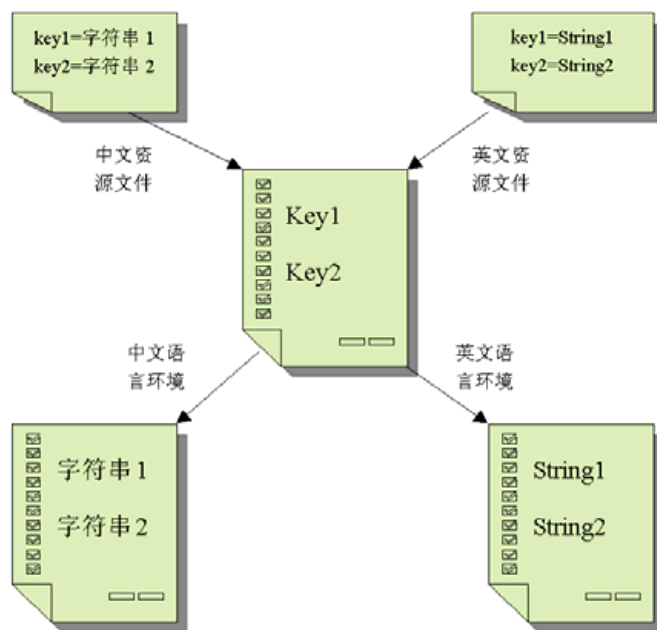 key1=字符串 1
key2=字符串 2
key1=String1
key2=String2
中文资
源文件
英文资
源文件
Key1
Key2
中文语
言环境
英文语
言环境
字符串 1
字符串 2
String1
String2